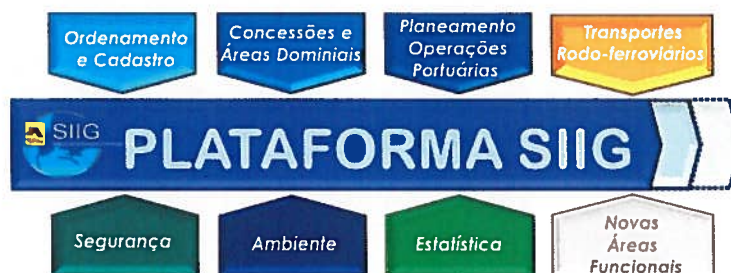 Ordenamento
e Cadastro
Concessões e
Áreas Dominiais
Planeamento
Operações
Portuárias
Transportes
Rodo-ferroviários
SIIG
PLATAFORMA SIIG
Segurança
Ambiente
Estatística
Novas
Áreas
Funcionais